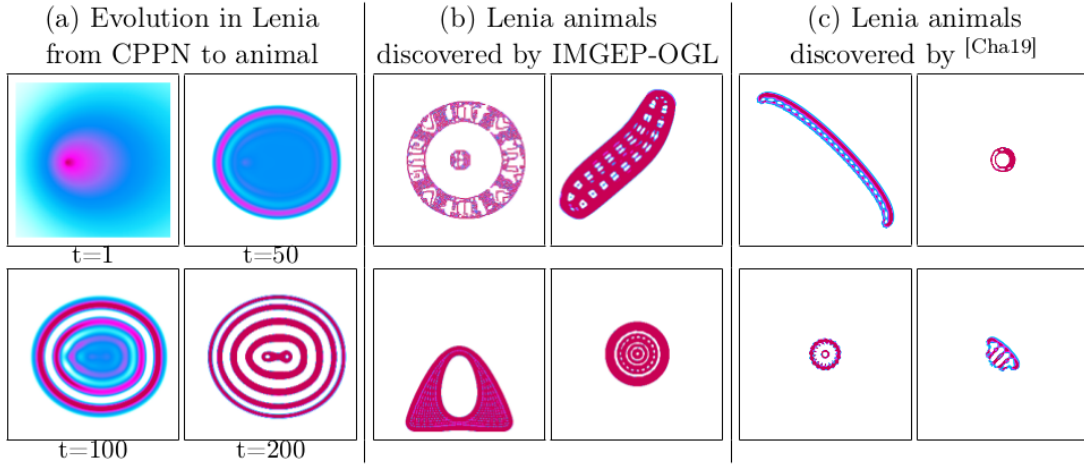 (a) Evolution in Lenia
from CPPN to animal
(b) Lenia animals
discovered by IMGEP-OGL
(c) Lenia animals
discovered by [Cha19]
t=1
t=50
t=100
t=200